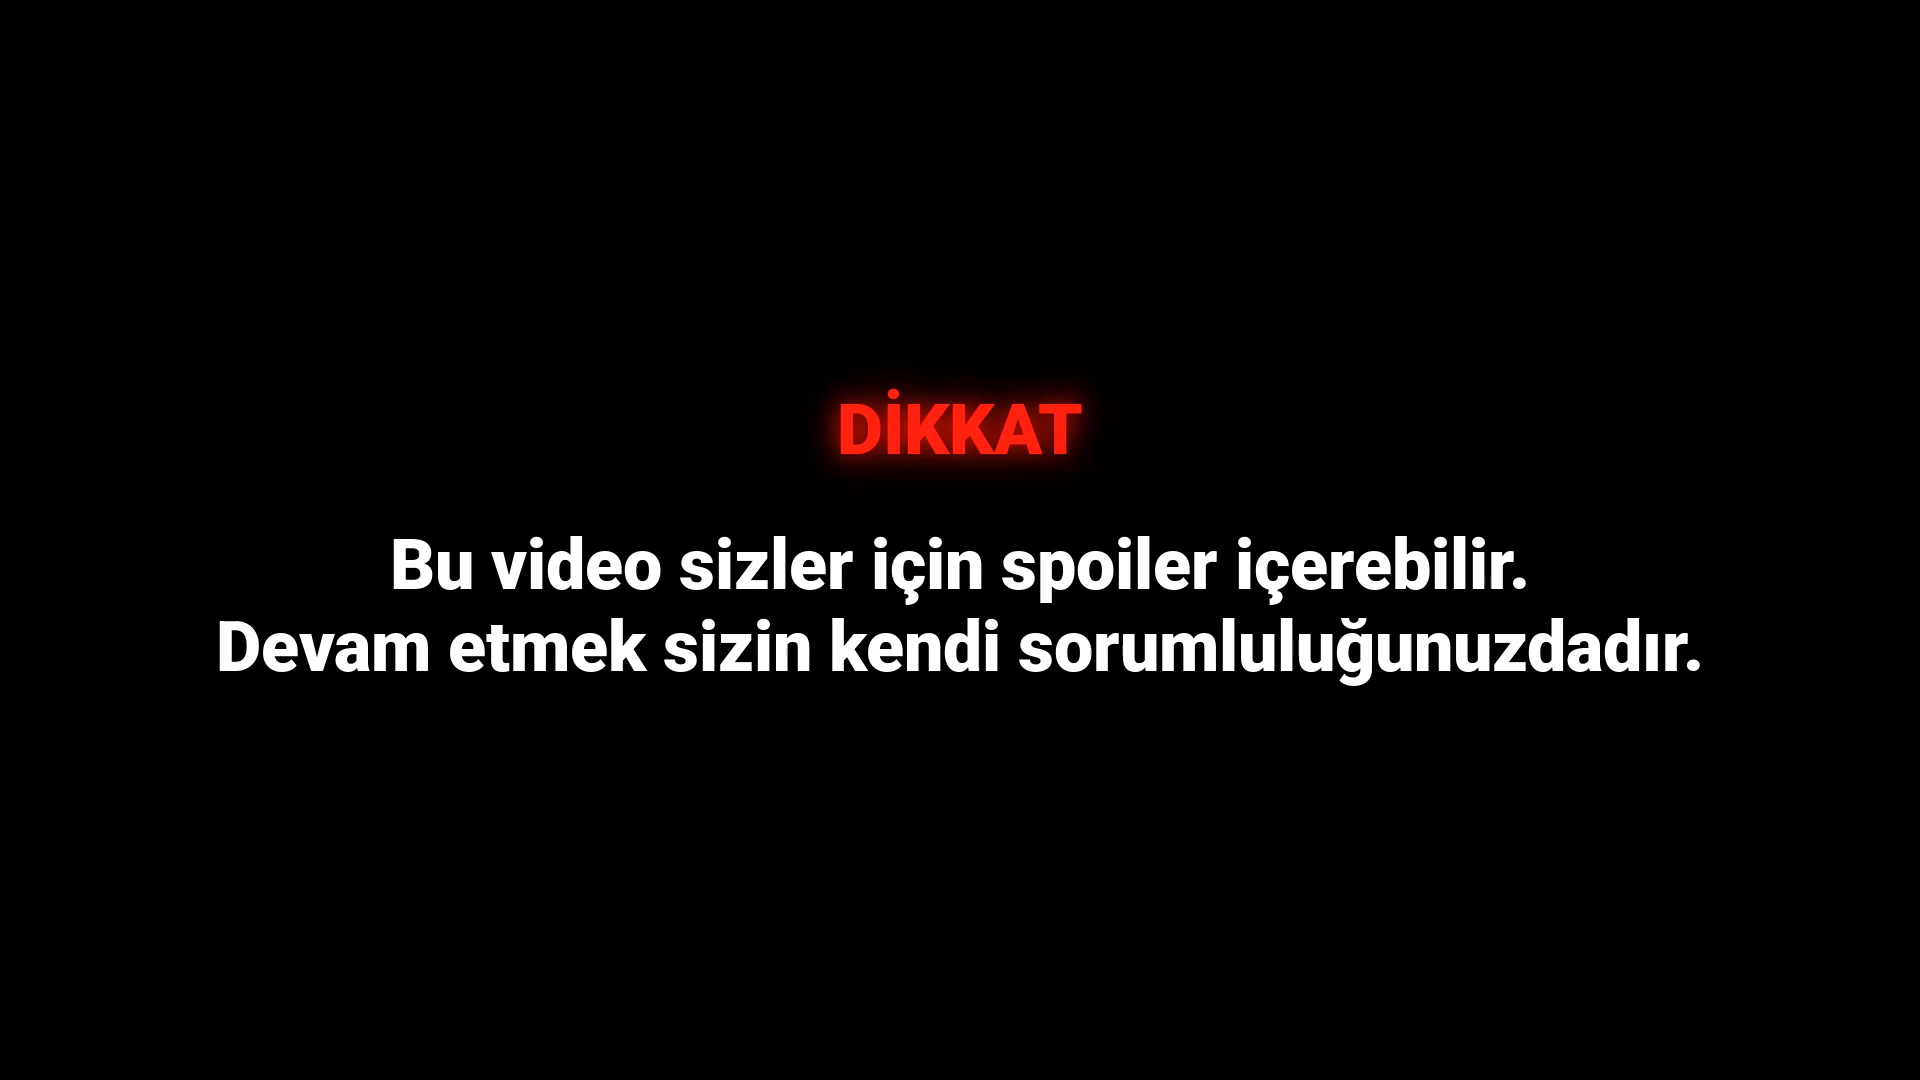 DİKKAT
Bu video sizler için spoiler içerebilir.
Devam etmek sizin kendi sorumluluğunuzdadır.